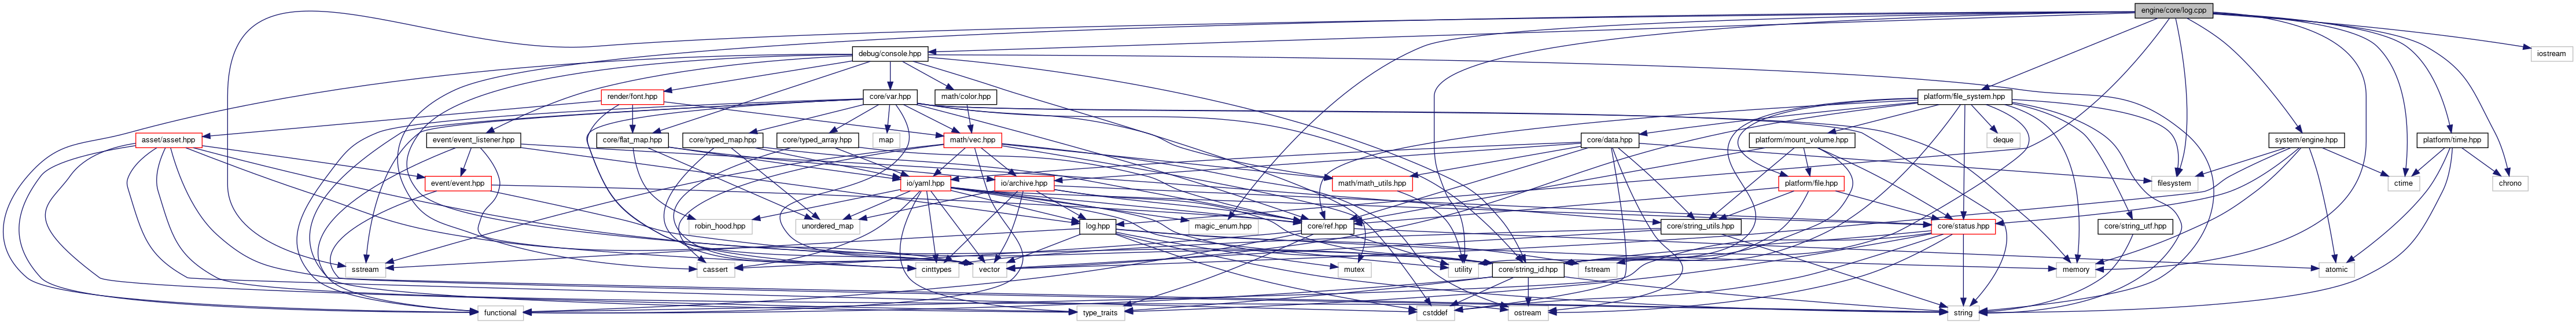 engine/core/log.cpp
debug/console.hpp
iostream
render/font.hpp
core/var.hpp
math/color.hpp
platform/file_system.hpp
asset/asset.hpp
event/event_listener.hpp
core/flat_map.hpp
core/typed_map.hpp
core/typed_array.hpp
map
math/vec.hpp
core/data.hpp
platform/mount_volume.hpp
deque
system/engine.hpp
platform/time.hpp
event/event.hpp
io/yaml.hpp
io/archive.hpp
math/math_utils.hpp
platform/file.hpp
filesystem
ctime
chrono
robin_hood.hpp
unordered_map
log.hpp
magic_enum.hpp
core/ref.hpp
core/string_utils.hpp
core/status.hpp
core/string_utf.hpp
sstream
cassert
cinttypes
vector
mutex
utility
core/string_id.hpp
fstream
memory
atomic
functional
type_traits
cstddef
ostream
string